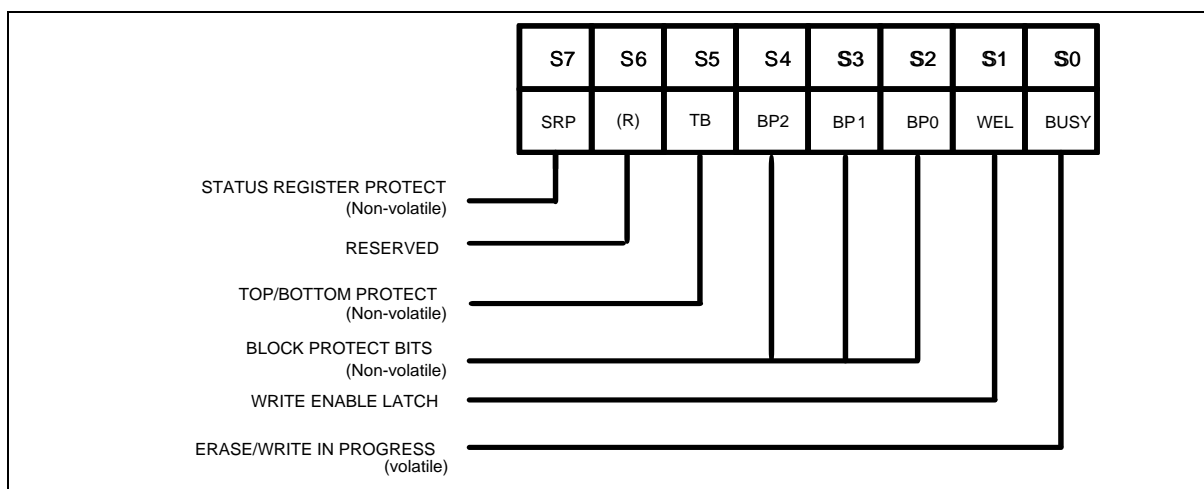 S7 S6 S5 S4 S3 S2 S1 S0
SRP (R) TB BP2 BP1 BP0 WEL BUSY
STATUS REGISTER PROTECT
(Non-volatile)
RESERVED
TOP/BOTTOM PROTECT
(Non-volatile)
BLOCK PROTECT BITS
(Non-volatile)
WRITE ENABLE LATCH
ERASE/WRITE IN PROGRESS
(volatile)